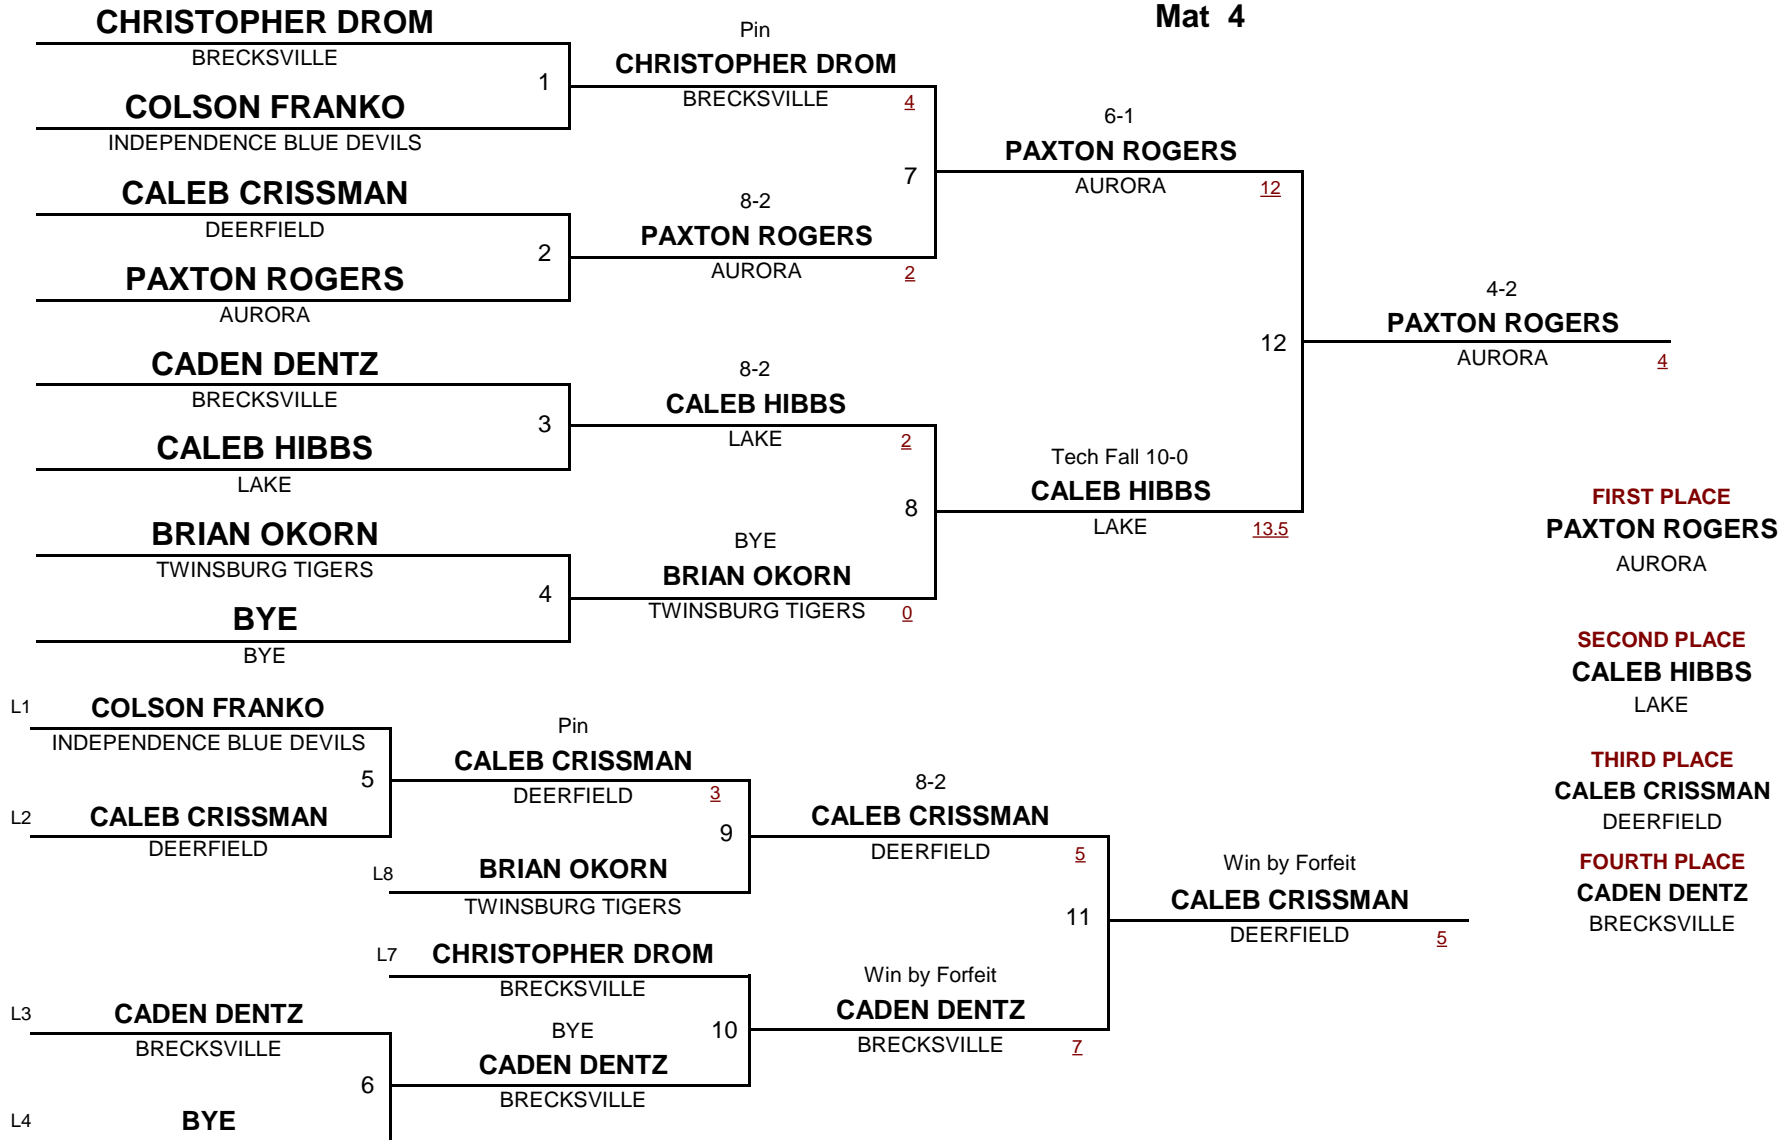 Mat 4
CHRISTOPHER DROM
BRECKSVILLE
1
COLSON FRANKO
INDEPENDENCE BLUE DEVILS
CALEB CRISSMAN
DEERFIELD
2
PAXTON ROGERS
AURORA
CADEN DENTZ
BRECKSVILLE
3
CALEB HIBBS
LAKE
BRIAN OKORN
TWINSBURG TIGERS
4
BYE
BYE
Pin
CHRISTOPHER DROM
BRECKSVILLE 4
7
8-2
PAXTON ROGERS
AURORA 2
8-2
CALEB HIBBS
LAKE 2
8
BYE
BRIAN OKORN
TWINSBURG TIGERS 0
6-1
PAXTON ROGERS
AURORA 12
12
Tech Fall 10-0
CALEB HIBBS
LAKE 13.5
4-2
PAXTON ROGERS
AURORA 4
FIRST PLACE
PAXTON ROGERS
AURORA
SECOND PLACE
CALEB HIBBS
LAKE
THIRD PLACE
CALEB CRISSMAN
DEERFIELD
FOURTH PLACE
CADEN DENTZ
BRECKSVILLE
L1 COLSON FRANKO
INDEPENDENCE BLUE DEVILS
5
L2 CALEB CRISSMAN
DEERFIELD
L3 CADEN DENTZ
BRECKSVILLE
6
L4 BYE
Pin
CALEB CRISSMAN
DEERFIELD 3
9
L8 BRIAN OKORN
TWINSBURG TIGERS
L7 CHRISTOPHER DROM
BRECKSVILLE
BYE 10
CADEN DENTZ
BRECKSVILLE
8-2
CALEB CRISSMAN
DEERFIELD 5
11
Win by Forfeit
CADEN DENTZ
BRECKSVILLE 7
Win by Forfeit
CALEB CRISSMAN
DEERFIELD 5